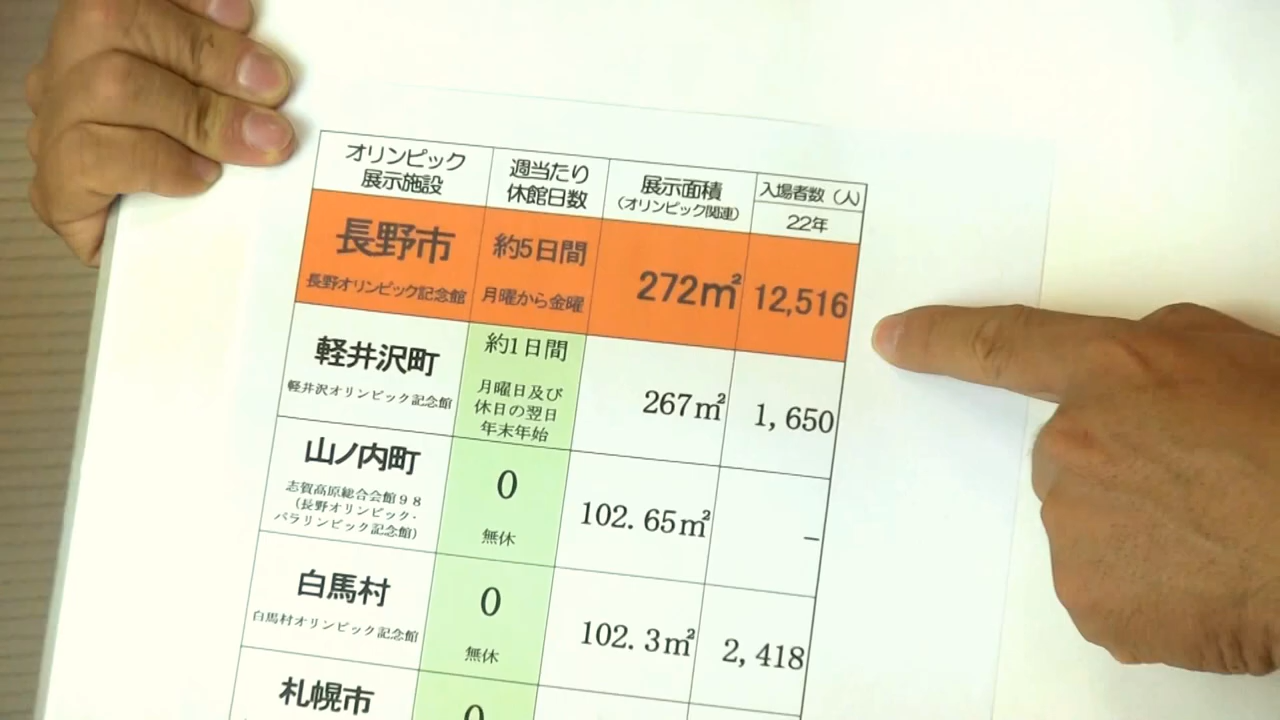 オリンピック
展示施設
週当たり
休館日数
展示面積
（オリンピック関連）
入場者数（人）
22年
長野市
長野オリンピック記念館
約5日間
月曜から金曜
272㎡
12,516
軽井沢町
軽井沢オリンピック記念館
約1日間
月曜日及び
休日の翌日
年末年始
267㎡
1,650
山ノ内町
志賀高原総合会館９８
（長野オリンピック・
パラリンピック記念館）
0
無休
102.65㎡
－
白馬村
白馬村オリンピック記念館
0
無休
102.3㎡
2,418
札幌市
0